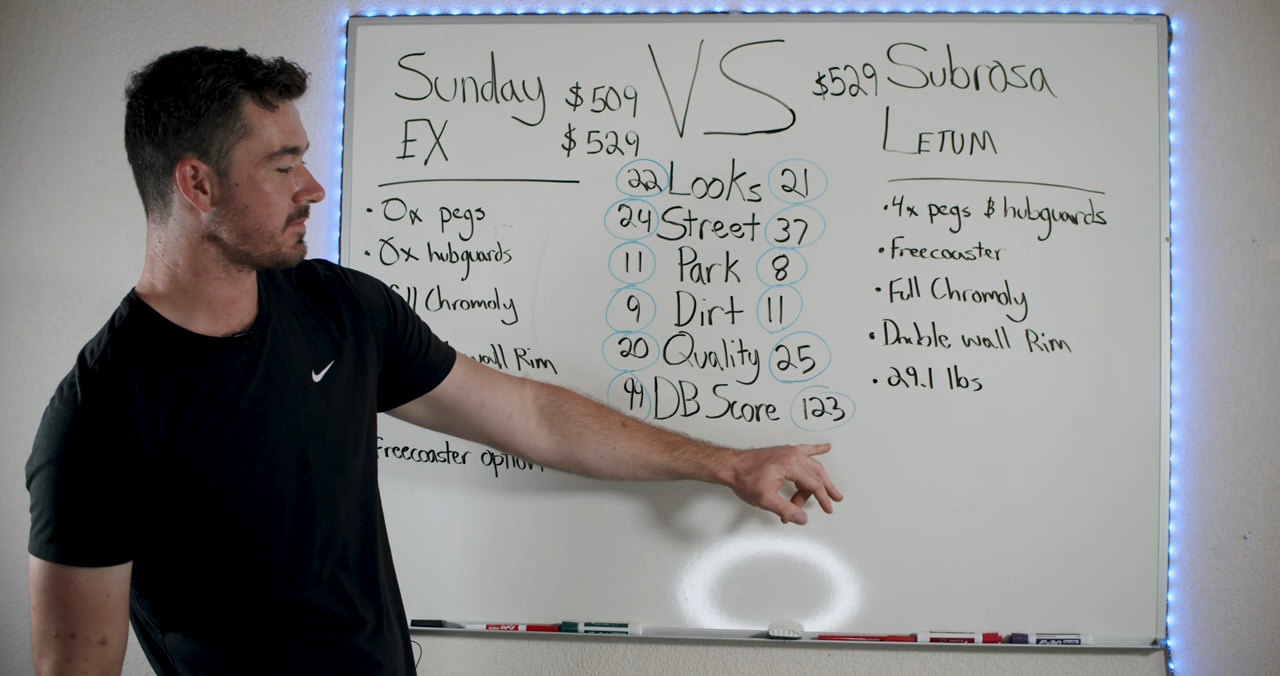 Sunday $509 VS $529 Subrosa
EX $529 LETUM
22 Looks 21
24 Street 37
11 Park 8
9 Dirt 11
20 Quality 25
DB Score 123
• 0x pegs
• 0x hubguards
Chromoly
wall Rim
Freecoaster option
• 4x pegs & hubguards
• Freecoaster
• Full Chromoly
• Double wall Rim
• 29.1 lbs